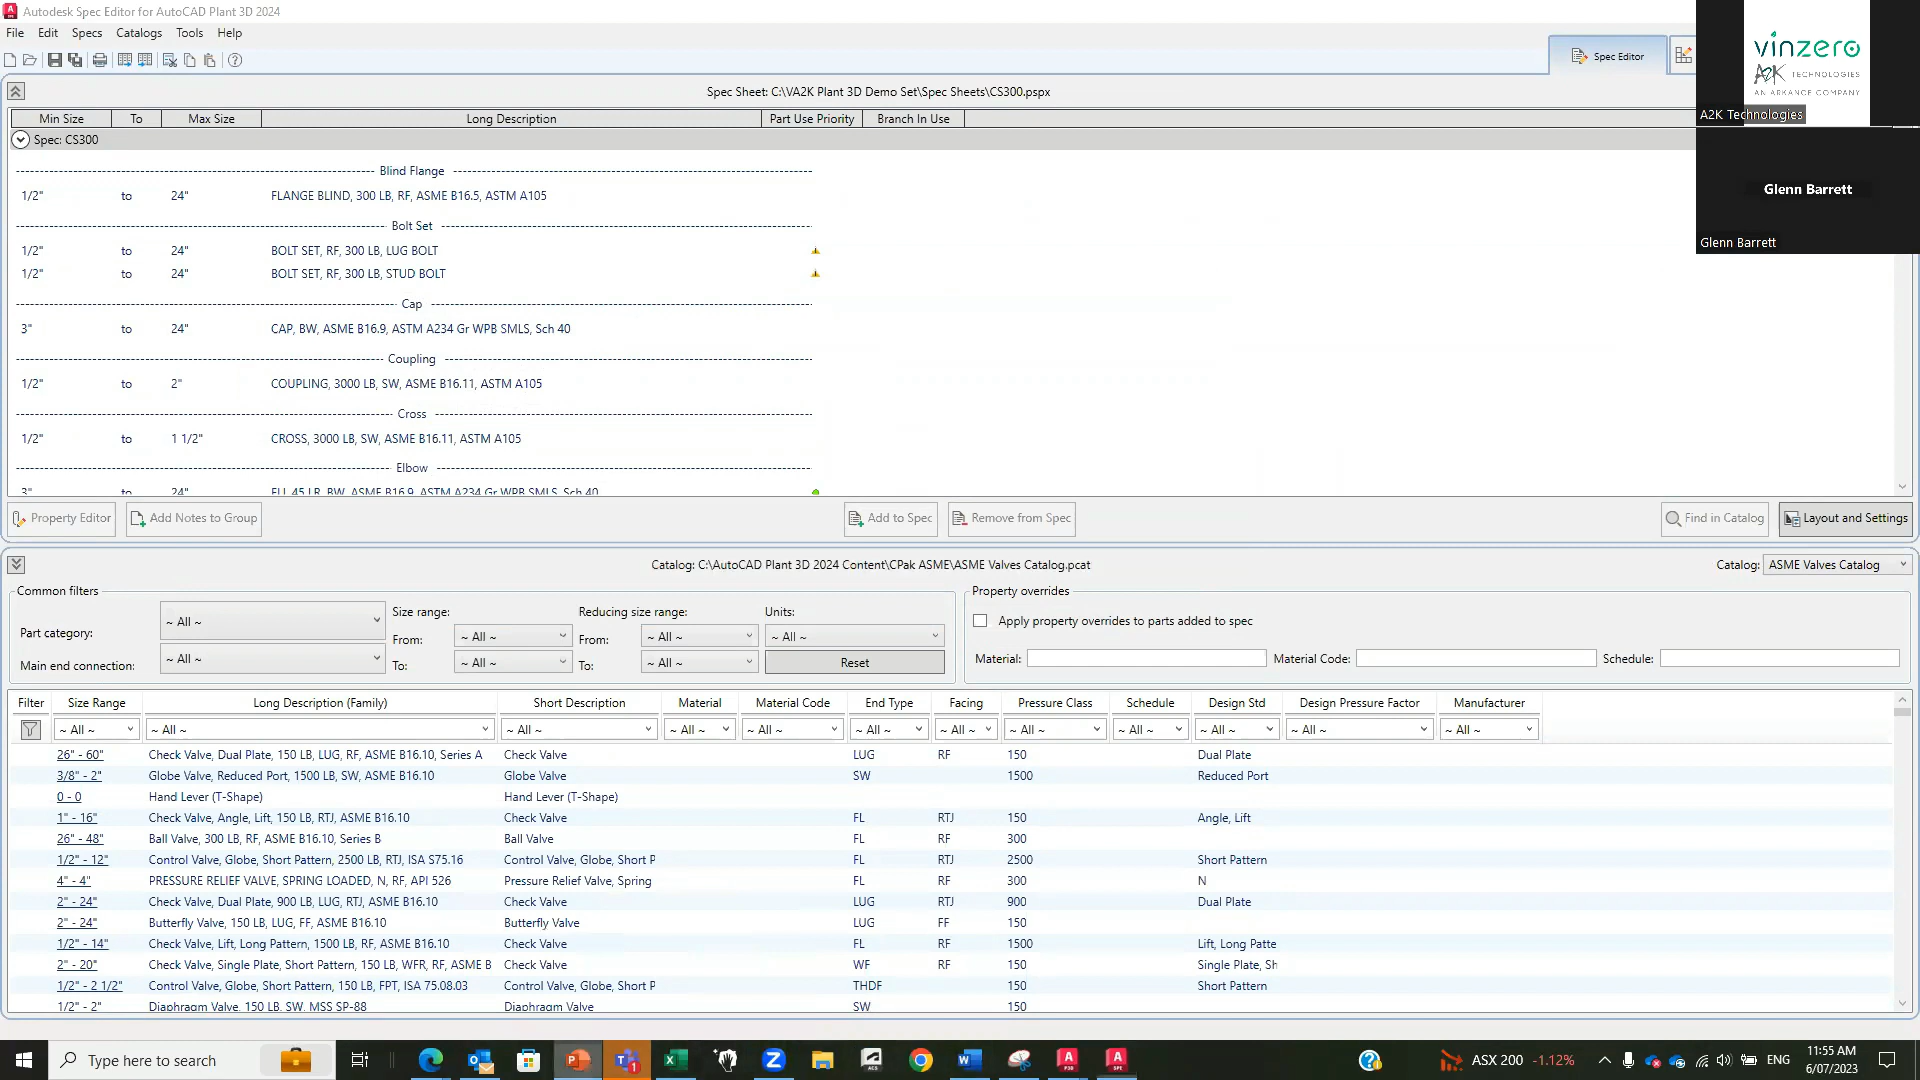 Autodesk Spec Editor for AutoCAD Plant 3D 2024
File Edit Specs Catalogs Tools Help
Spec Editor
vinzero
A2K TECHNOLOGIES
AN ARKANCE COMPANY
A2K Technologies
Glenn Barrett
Glenn Barrett
Spec Sheet: C:\VA2K Plant 3D Demo Set\Spec Sheets\CS300.pspx
Min Size To Max Size Long Description Part Use Priority Branch In Use
Spec: CS300
Blind Flange
1/2" to 24" FLANGE BLIND, 300 LB, RF, ASME B16.5, ASTM A105
Bolt Set
1/2" to 24" BOLT SET, RF, 300 LB, LUG BOLT
1/2" to 24" BOLT SET, RF, 300 LB, STUD BOLT
Cap
3" to 24" CAP, BW, ASME B16.9, ASTM A234 Gr WPB SMLS, Sch 40
Coupling
1/2" to 2" COUPLING, 3000 LB, SW, ASME B16.11, ASTM A105
Cross
1/2" to 1 1/2" CROSS, 3000 LB, SW, ASME B16.11, ASTM A105
Elbow
3" to 24" ELL 45 LR, BW, ASME B16.9, ASTM A234 Gr WPB SMLS, Sch 40
Property Editor Add Notes to Group Add to Spec Remove from Spec Find in Catalog Layout and Settings
Catalog: C:\AutoCAD Plant 3D 2024 Content\CPak ASME\ASME Valves Catalog.pcat
Catalog: ASME Valves Catalog
Common filters
Part category: ~ All ~
Main end connection: ~ All ~
Size range:
From: ~ All ~
To: ~ All ~
Reducing size range:
From: ~ All ~
To: ~ All ~
Units:
~ All ~
Reset
Property overrides
Apply property overrides to parts added to spec
Material: Material Code: Schedule:
Filter Size Range Long Description (Family) Short Description Material Material Code End Type Facing Pressure Class Schedule Design Std Design Pressure Factor Manufacturer
~ All ~ ~ All ~ ~ All ~ ~ All ~ ~ All ~ ~ All ~ ~ All ~ ~ All ~ ~ All ~ ~ All ~ ~ All ~ ~ All ~
26" - 60" Check Valve, Dual Plate, 150 LB, LUG, RF, ASME B16.10, Series A Check Valve LUG RF 150 Dual Plate
3/8" - 2" Globe Valve, Reduced Port, 1500 LB, SW, ASME B16.10 Globe Valve SW 1500 Reduced Port
0 - 0 Hand Lever (T-Shape) Hand Lever (T-Shape)
1" - 16" Check Valve, Angle, Lift, 150 LB, RTJ, ASME B16.10 Check Valve FL RTJ 150 Angle, Lift
26" - 48" Ball Valve, 300 LB, RF, ASME B16.10, Series B Ball Valve FL RF 300
1/2" - 12" Control Valve, Globe, Short Pattern, 2500 LB, RTJ, ISA S75.16 Control Valve, Globe, Short P FL RTJ 2500 Short Pattern
4" - 4" PRESSURE RELIEF VALVE, SPRING LOADED, N, RF, API 526 Pressure Relief Valve, Spring FL RF 300 N
2" - 24" Check Valve, Dual Plate, 900 LB, LUG, RTJ, ASME B16.10 Check Valve LUG RTJ 900 Dual Plate
2" - 24" Butterfly Valve, 150 LB, LUG, FF, ASME B16.10 Butterfly Valve LUG FF 150
1/2" - 14" Check Valve, Lift, Long Pattern, 1500 LB, RF, ASME B16.10 Check Valve FL RF 1500 Lift, Long Patte
2" - 20" Check Valve, Single Plate, Short Pattern, 150 LB, WFR, RF, ASME B Check Valve WF RF 150 Single Plate, Sh
1/2" - 2 1/2" Control Valve, Globe, Short Pattern, 150 LB, FPT, ISA 75.08.03 Control Valve, Globe, Short P THDF 150 Short Pattern
1/2" - 2" Diaphragm Valve, 150 LB, SW, MSS SP-88 Diaphragm Valve SW 150
Type here to search
ASX 200 -1.12%
ENG
11:55 AM
6/07/2023